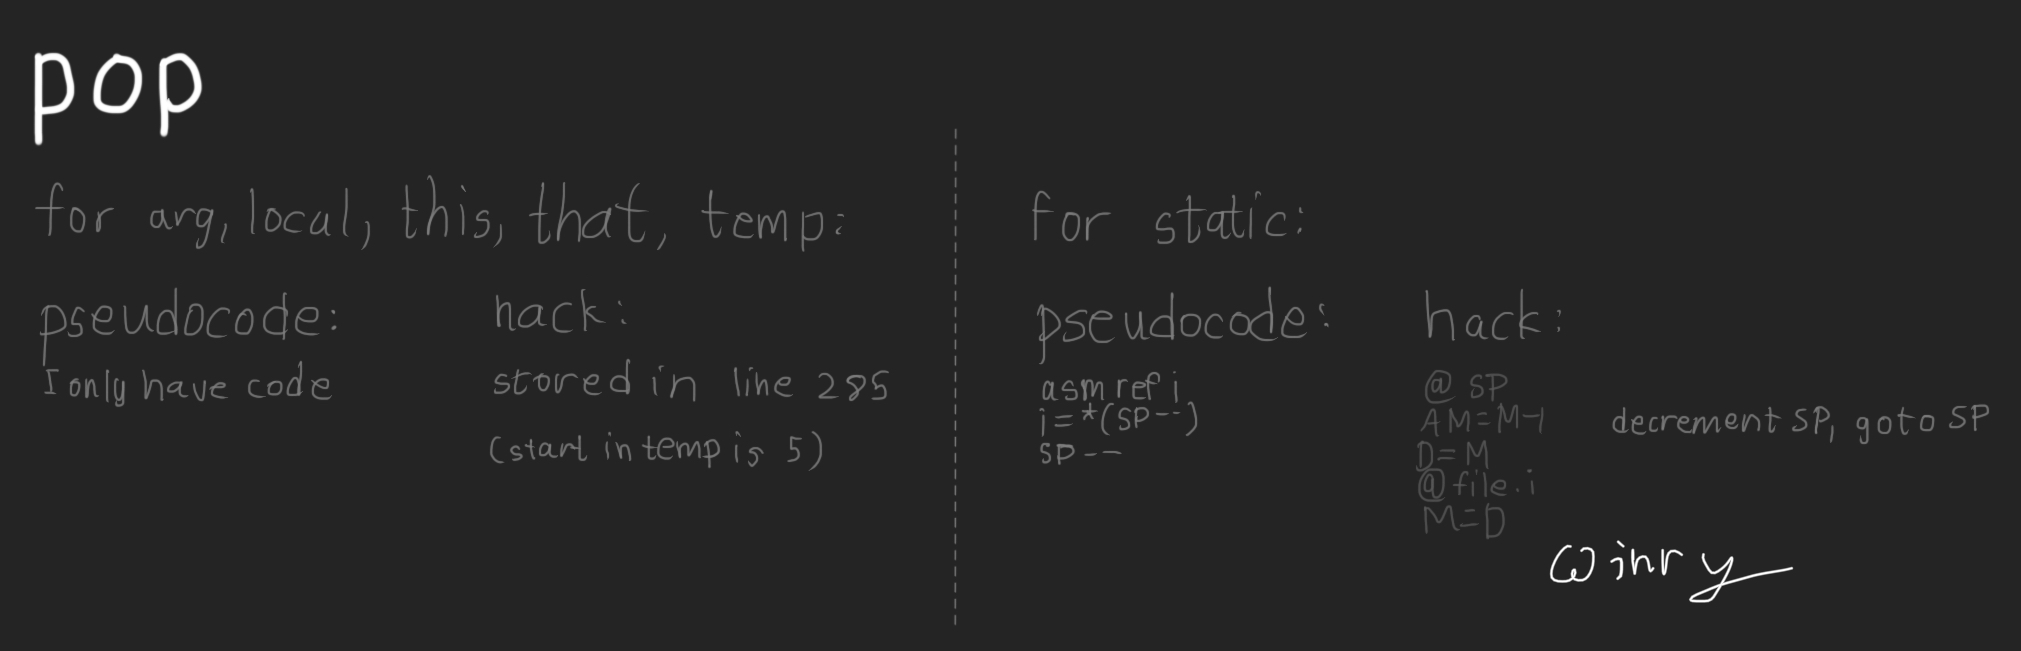 pop
for arg, local, this, that, temp:
pseudocode:
I only have code
hack:
stored in line 285
(start in temp is 5)
for static:
pseudocode:
asm ref i
i=*(SP--)
SP--
hack:
@ SP
AM=M-1 decrement SP, goto SP
D=M
@file.i
M=D
winry